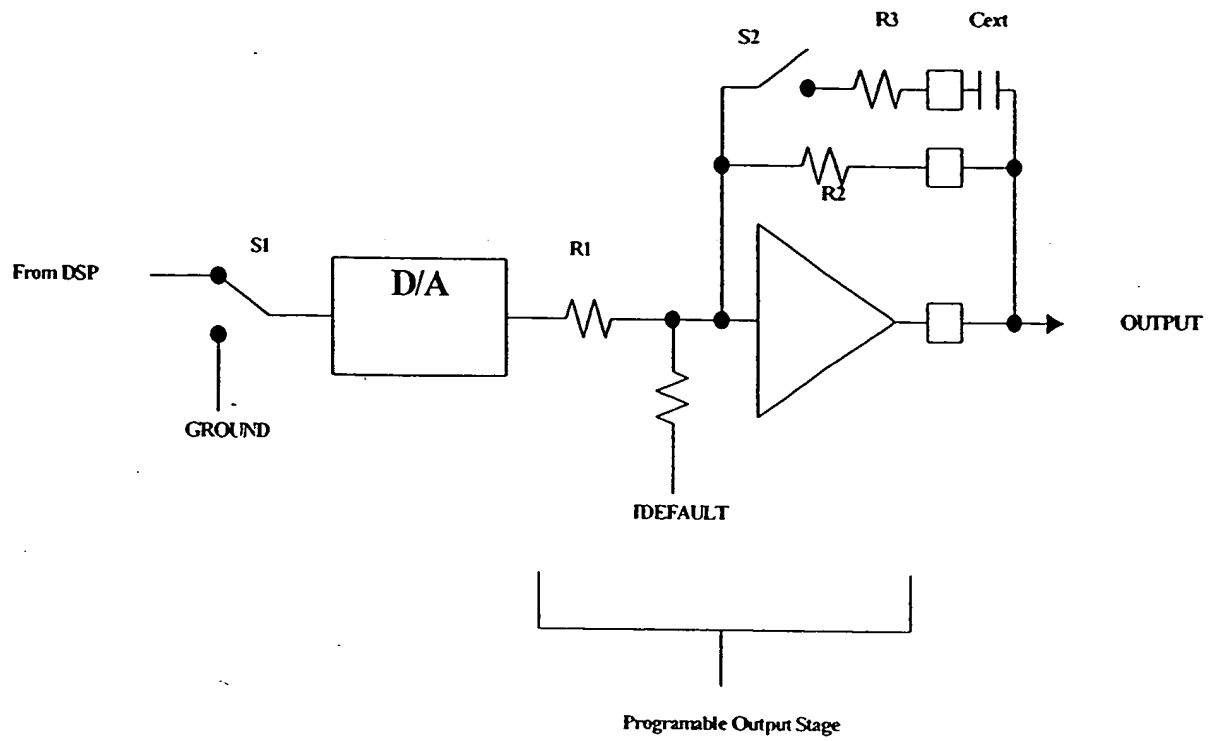 R3
Cext
S2
R2
S1
R1
From DSP
D/A
OUTPUT
GROUND
IDEFAULT
Programable Output Stage